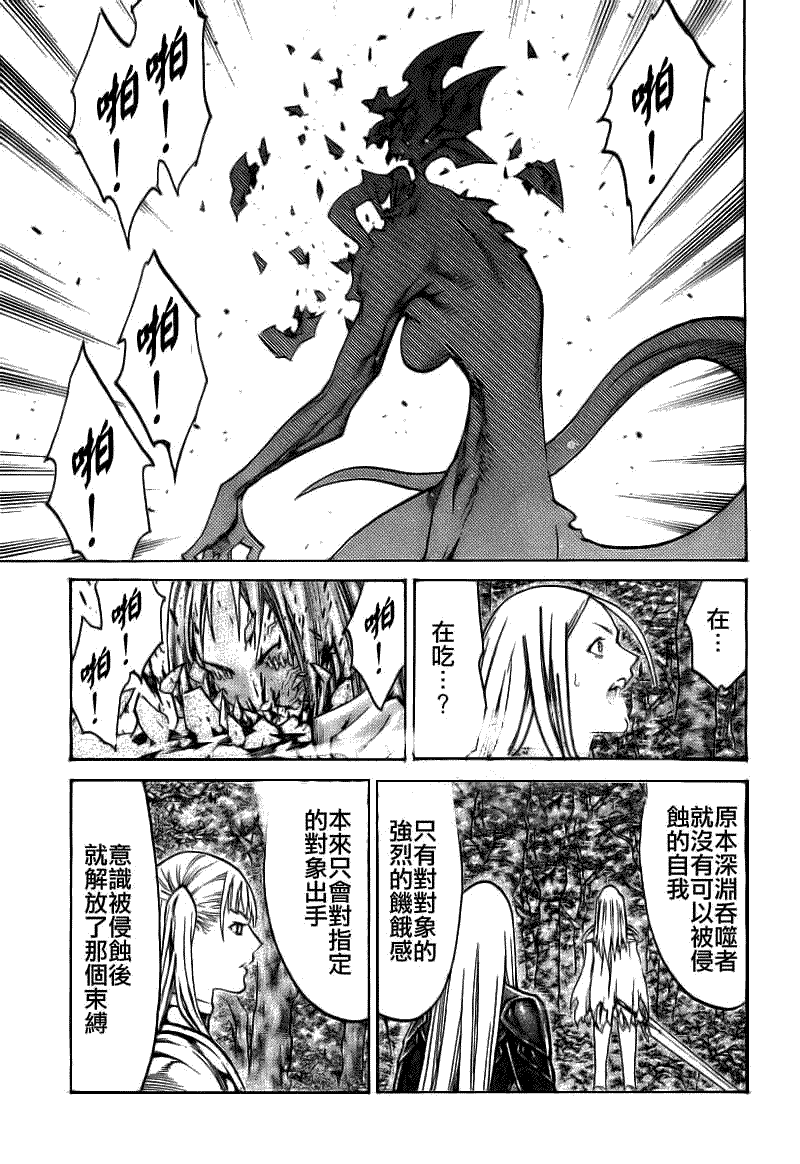 啪！
啪！
啪！
啪！
啪！
在…
在吃…？
啪！
啪！
啪！
原本深淵吞噬者
就沒有可以被侵
蝕的自我
只有對對象的
強烈的饑餓感
本來只會對指定
的對象出手
意識被侵蝕後
就解放了那個束縛